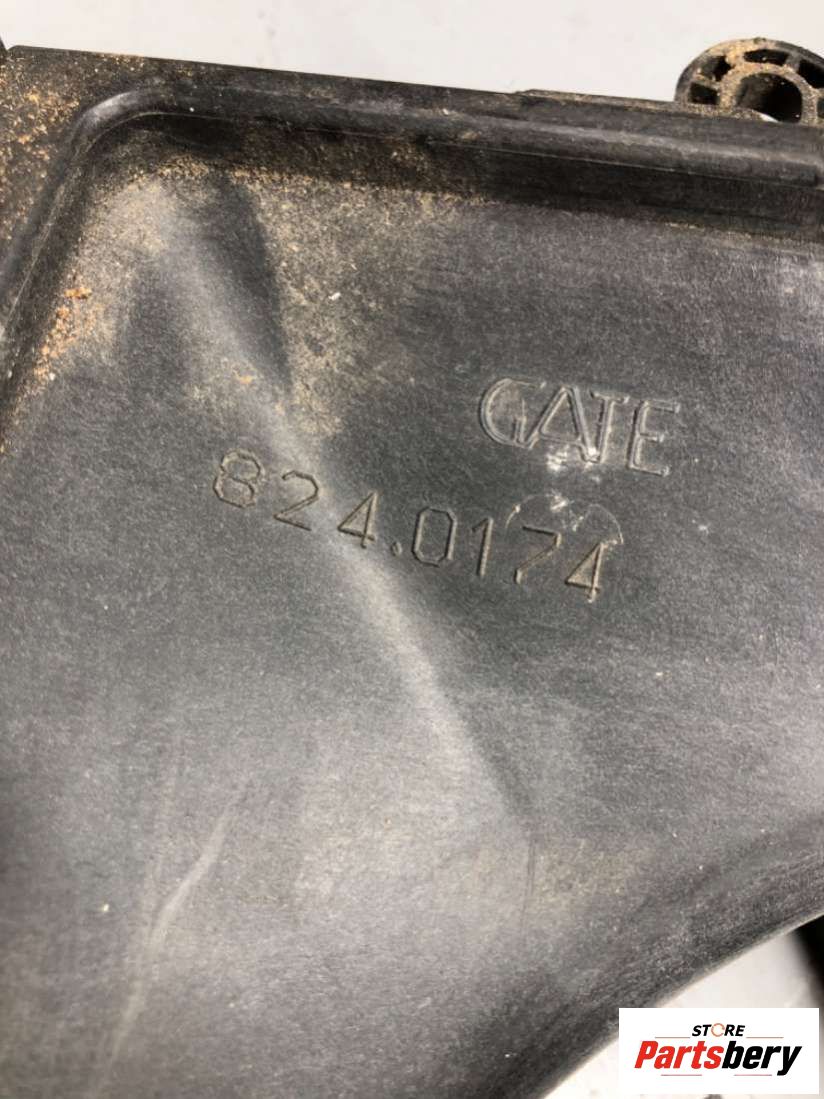 GATE
824.0174
STORE
Partsbery